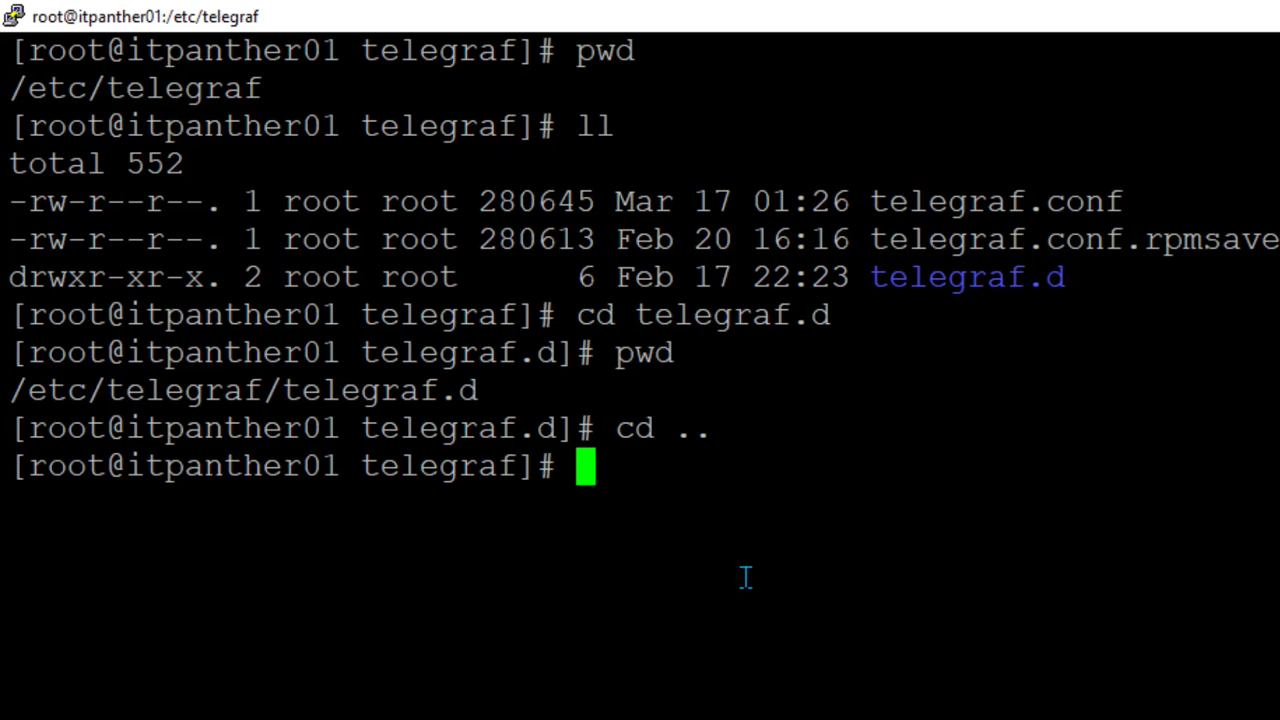 root@itpanther01:/etc/telegraf
[root@itpanther01 telegraf]# pwd
/etc/telegraf
[root@itpanther01 telegraf]# ll
total 552
-rw-r--r--. 1 root root 280645 Mar 17 01:26 telegraf.conf
-rw-r--r--. 1 root root 280613 Feb 20 16:16 telegraf.conf.rpmsave
drwxr-xr-x. 2 root root      6 Feb 17 22:23 telegraf.d
[root@itpanther01 telegraf]# cd telegraf.d
[root@itpanther01 telegraf.d]# pwd
/etc/telegraf/telegraf.d
[root@itpanther01 telegraf.d]# cd ..
[root@itpanther01 telegraf]#